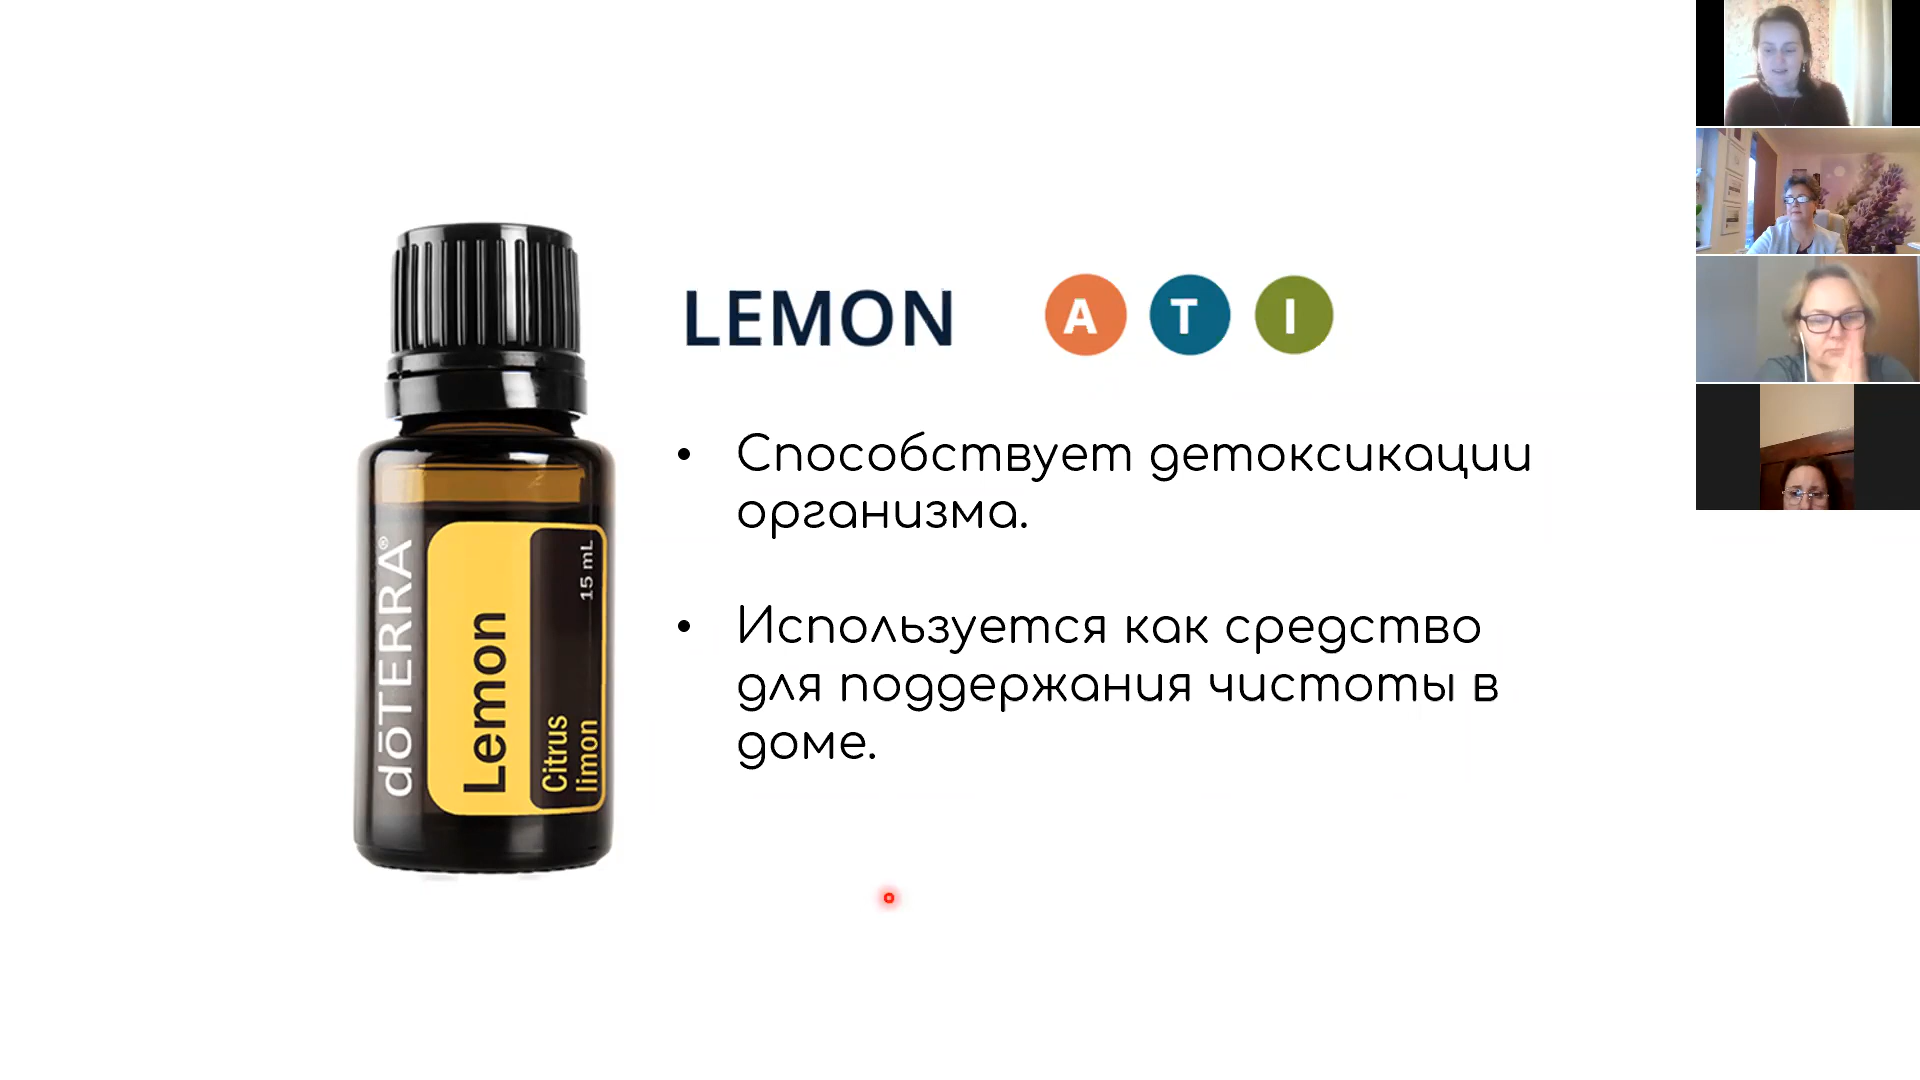 LEMON
A T I
• Способствует детоксикации
организма.
• Используется как средство
для поддержания чистоты в
доме.
dōTERRA®
Lemon
Citrus
limon
15 mL